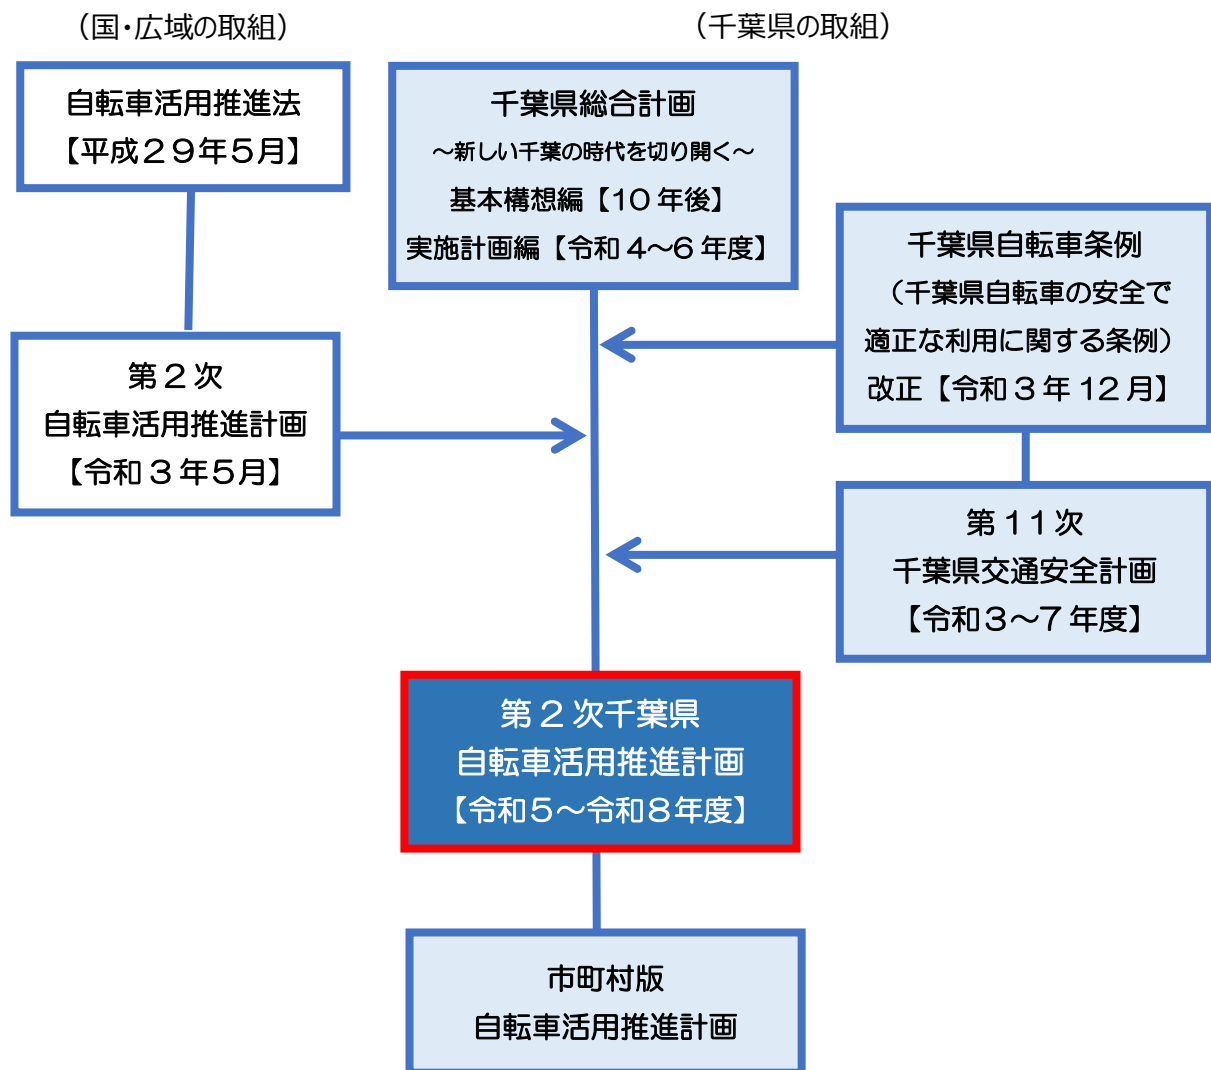 （国・広域の取組）
（千葉県の取組）
自転車活用推進法
【平成２９年５月】
千葉県総合計画
～新しい千葉の時代を切り開く～
基本構想編【10 年後】
実施計画編【令和 4～6 年度】
千葉県自転車条例
（千葉県自転車の安全で
適正な利用に関する条例）
改正【令和 3 年 12 月】
第２次
自転車活用推進計画
【令和 3 年５月】
第 11次
千葉県交通安全計画
【令和３～7 年度】
第 2 次千葉県
自転車活用推進計画
【令和５～令和８年度】
市町村版
自転車活用推進計画